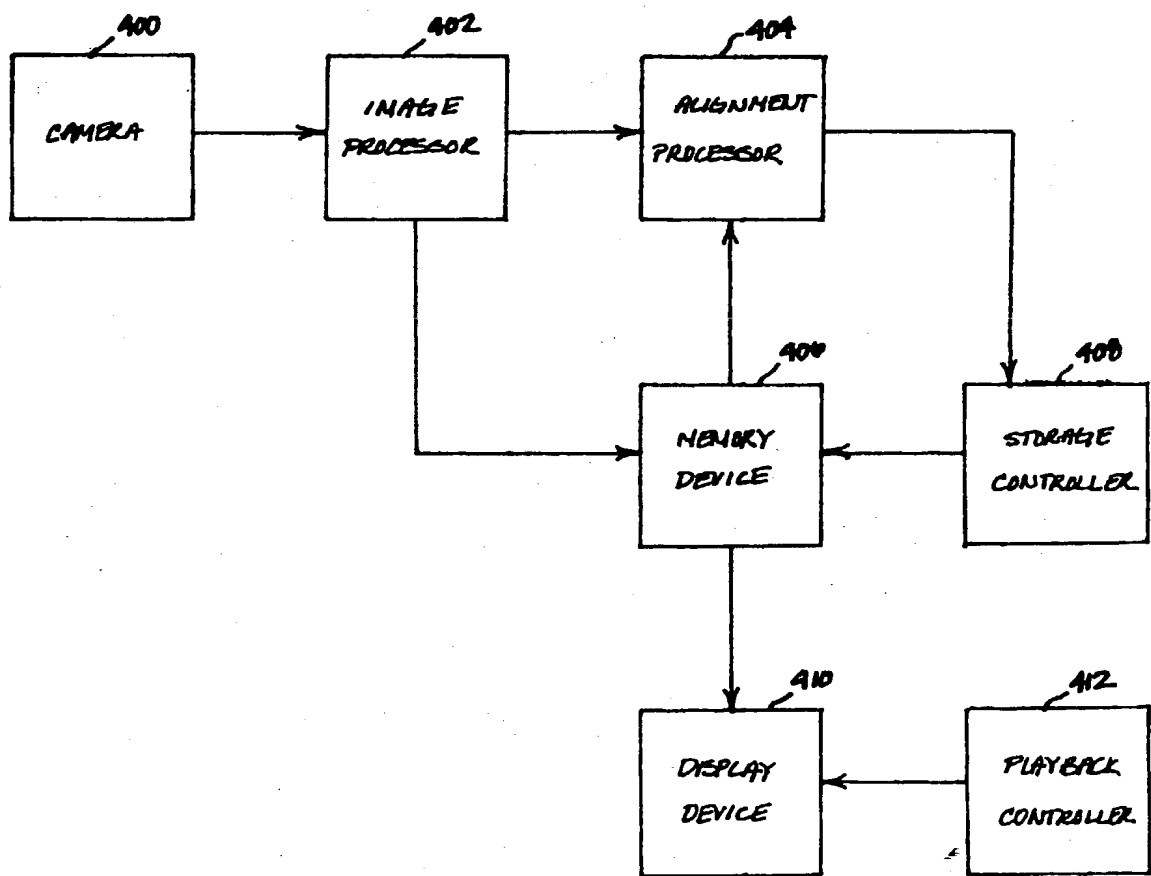 400
402
404
CAMERA
IMAGE
PROCESSOR
ALIGNMENT
PROCESSOR
406
408
MEMORY
DEVICE
STORAGE
CONTROLLER
410
412
DISPLAY
DEVICE
PLAYBACK
CONTROLLER